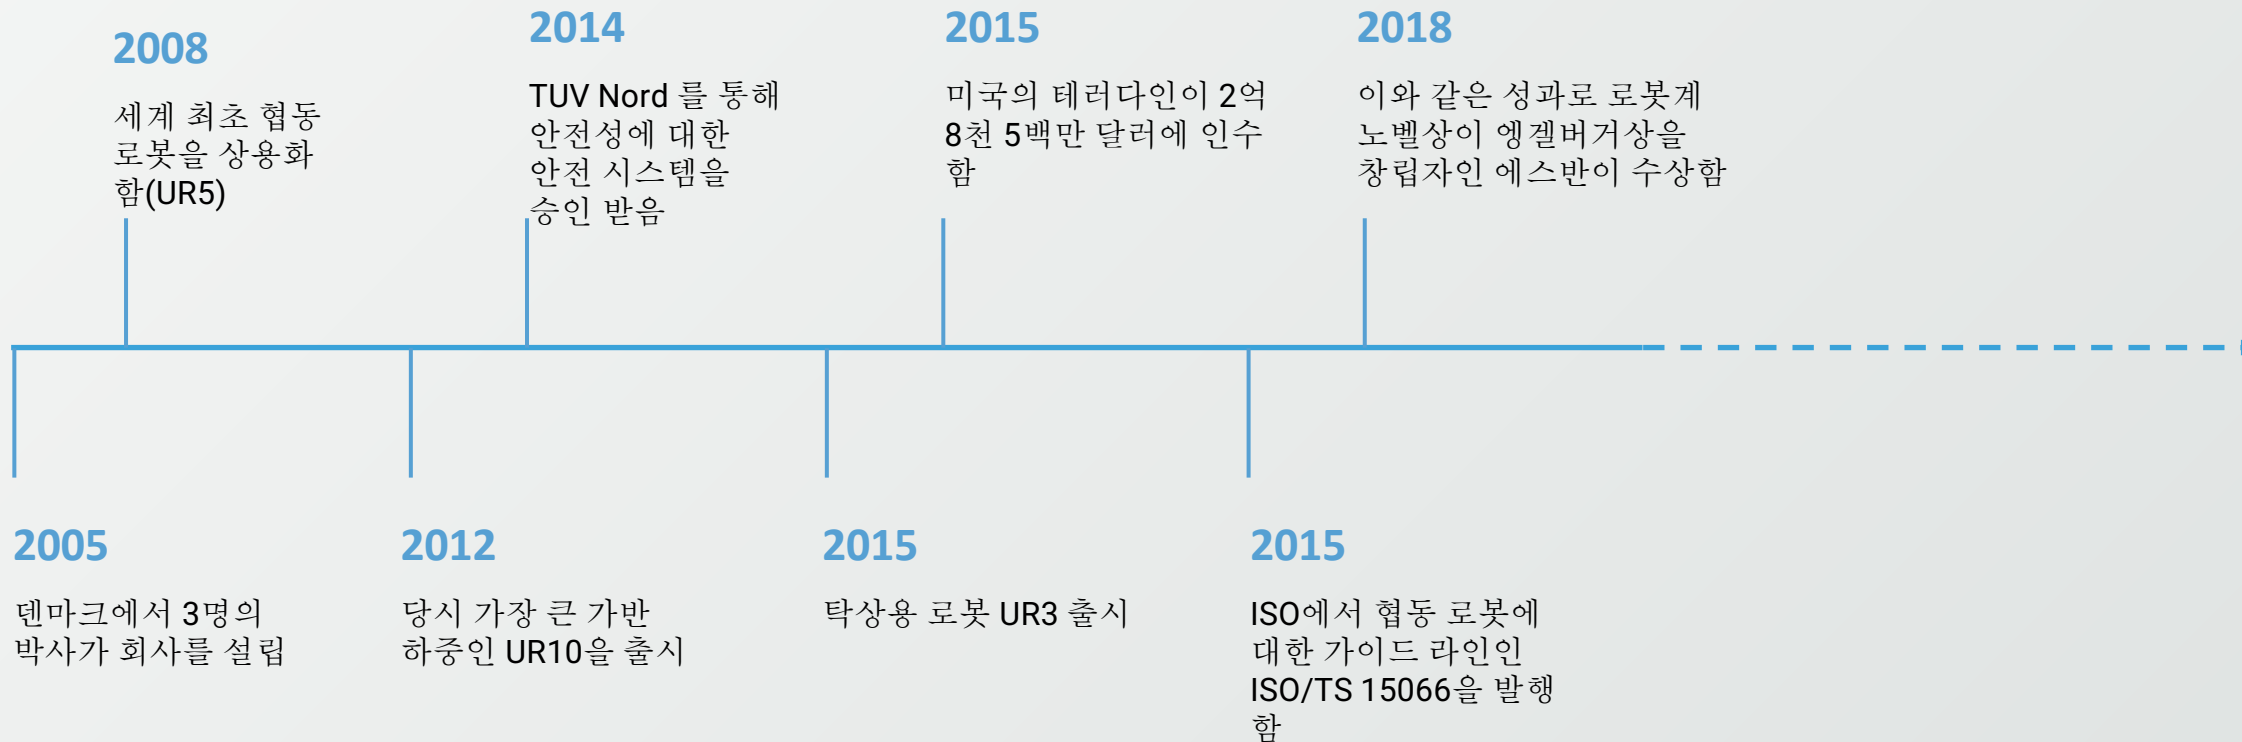 2008
세계 최초 협동
로봇을 상용화
함(UR5)
2014
TUV Nord 를 통해
안전성에 대한
안전 시스템을
승인 받음
2015
미국의 테러다인이 2억
8천 5백만 달러에 인수
함
2018
이와 같은 성과로 로봇계
노벨상이 엥겔버거상을
창립자인 에스반이 수상함
2005
덴마크에서 3명의
박사가 회사를 설립
2012
당시 가장 큰 가반
하중인 UR10을 출시
2015
탁상용 로봇 UR3 출시
2015
ISO에서 협동 로봇에
대한 가이드 라인인
ISO/TS 15066을 발행
함